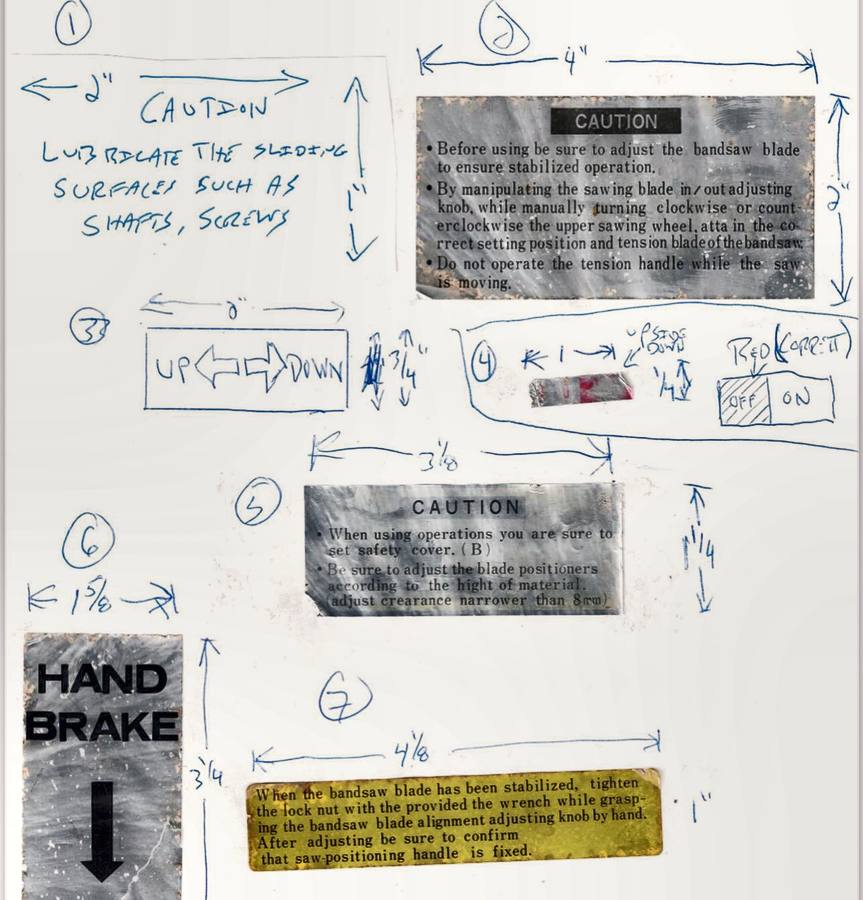 1
2"
CAUTION
LUBRICATE THE SLIDING
SURFACES SUCH AS
SHAFTS, SCREWS
1"
2
4"
CAUTION
• Before using be sure to adjust the bandsaw blade
to ensure stabilized operation.
• By manipulating the sawing blade in/out adjusting
knob, while manually turning clockwise or count-
erclockwise the upper sawing wheel, atta in the co-
rrect setting position and tension blade of the bandsaw.
• Do not operate the tension handle while the saw
is moving.
2"
3
2"
UP DOWN
3/4"
4
1
UPSIDE
DOWN
1/4
RED (CORRECT)
OFF ON
5
3 1/8
CAUTION
• When using operations you are sure to
set safety cover. (B)
• Be sure to adjust the blade positioners
according to the hight of material.
(adjust crearance narrower than 8mm)
1 1/4
6
1 5/8
HAND
BRAKE
3 1/4
7
4 1/8
When the bandsaw blade has been stabilized, tighten
the lock nut with the provided the wrench while grasp-
ing the bandsaw blade alignment adjusting knob by hand.
After adjusting be sure to confirm
that saw-positioning handle is fixed.
1"